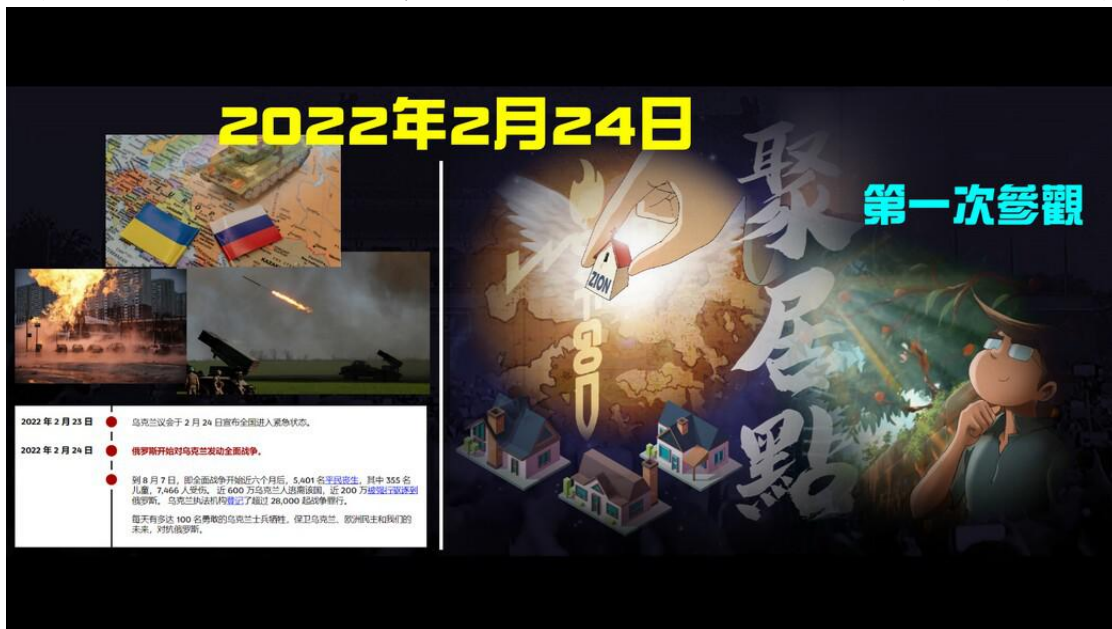 2022年2月24日
第一次參觀
聚居點
ZION
GOD
2022 年 2 月 23 日
乌克兰议会于 2 月 24 日宣布全国进入紧急状态。
2022 年 2 月 24 日
俄罗斯开始对乌克兰发动全面战争。
到 8 月 7 日，即全面战争开始近六个月后，5,401 名平民丧生，其中 355 名
儿童，7,466 人受伤。 近 600 万乌克兰人逃离该国，近 200 万被强行驱逐到
俄罗斯。 乌克兰执法机构登记了超过 28,000 起战争罪行。
每天有多达 100 名勇敢的乌克兰士兵牺牲，保卫乌克兰、欧洲民主和我们的
未来，对抗俄罗斯。